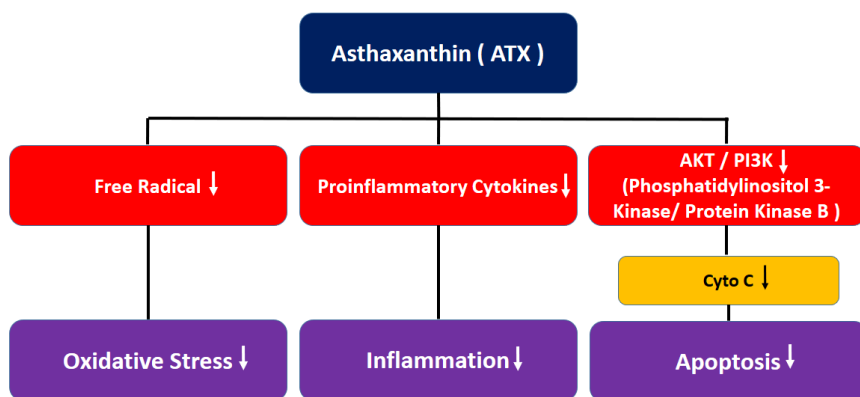 Asthaxanthin ( ATX )
Free Radical ↓
Proinflammatory Cytokines ↓
AKT / PI3K ↓
(Phosphatidylinositol 3-
Kinase/ Protein Kinase B )
Cyto C ↓
Oxidative Stress ↓
Inflammation ↓
Apoptosis ↓